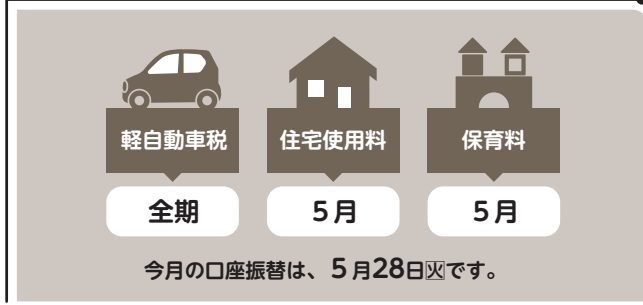 軽自動車税 住宅使用料 保育料
全期 5月 5月
今月の口座振替は、5月28日火です。